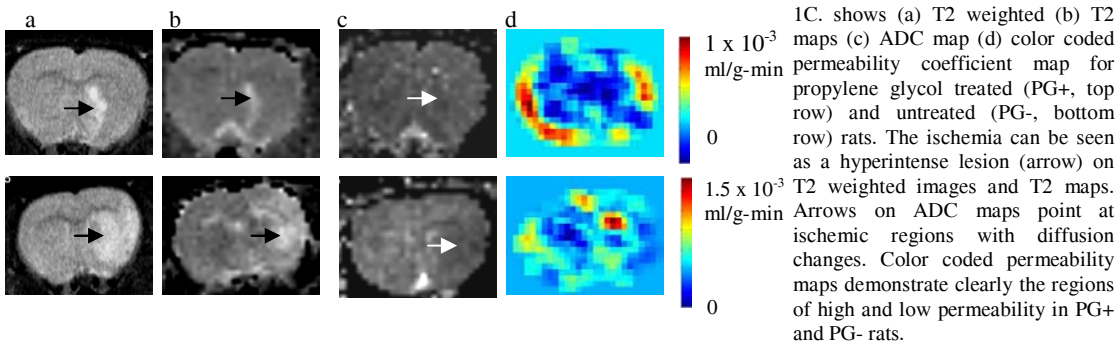 a b c d
1 x 10-3
ml/g-min
0
1.5 x 10-3
ml/g-min
0
1C. shows (a) T2 weighted (b) T2
maps (c) ADC map (d) color coded
permeability coefficient map for
propylene glycol treated (PG+, top
row) and untreated (PG-, bottom
row) rats. The ischemia can be seen
as a hyperintense lesion (arrow) on
T2 weighted images and T2 maps.
Arrows on ADC maps point at
ischemic regions with diffusion
changes. Color coded permeability
maps demonstrate clearly the regions
of high and low permeability in PG+
and PG- rats.